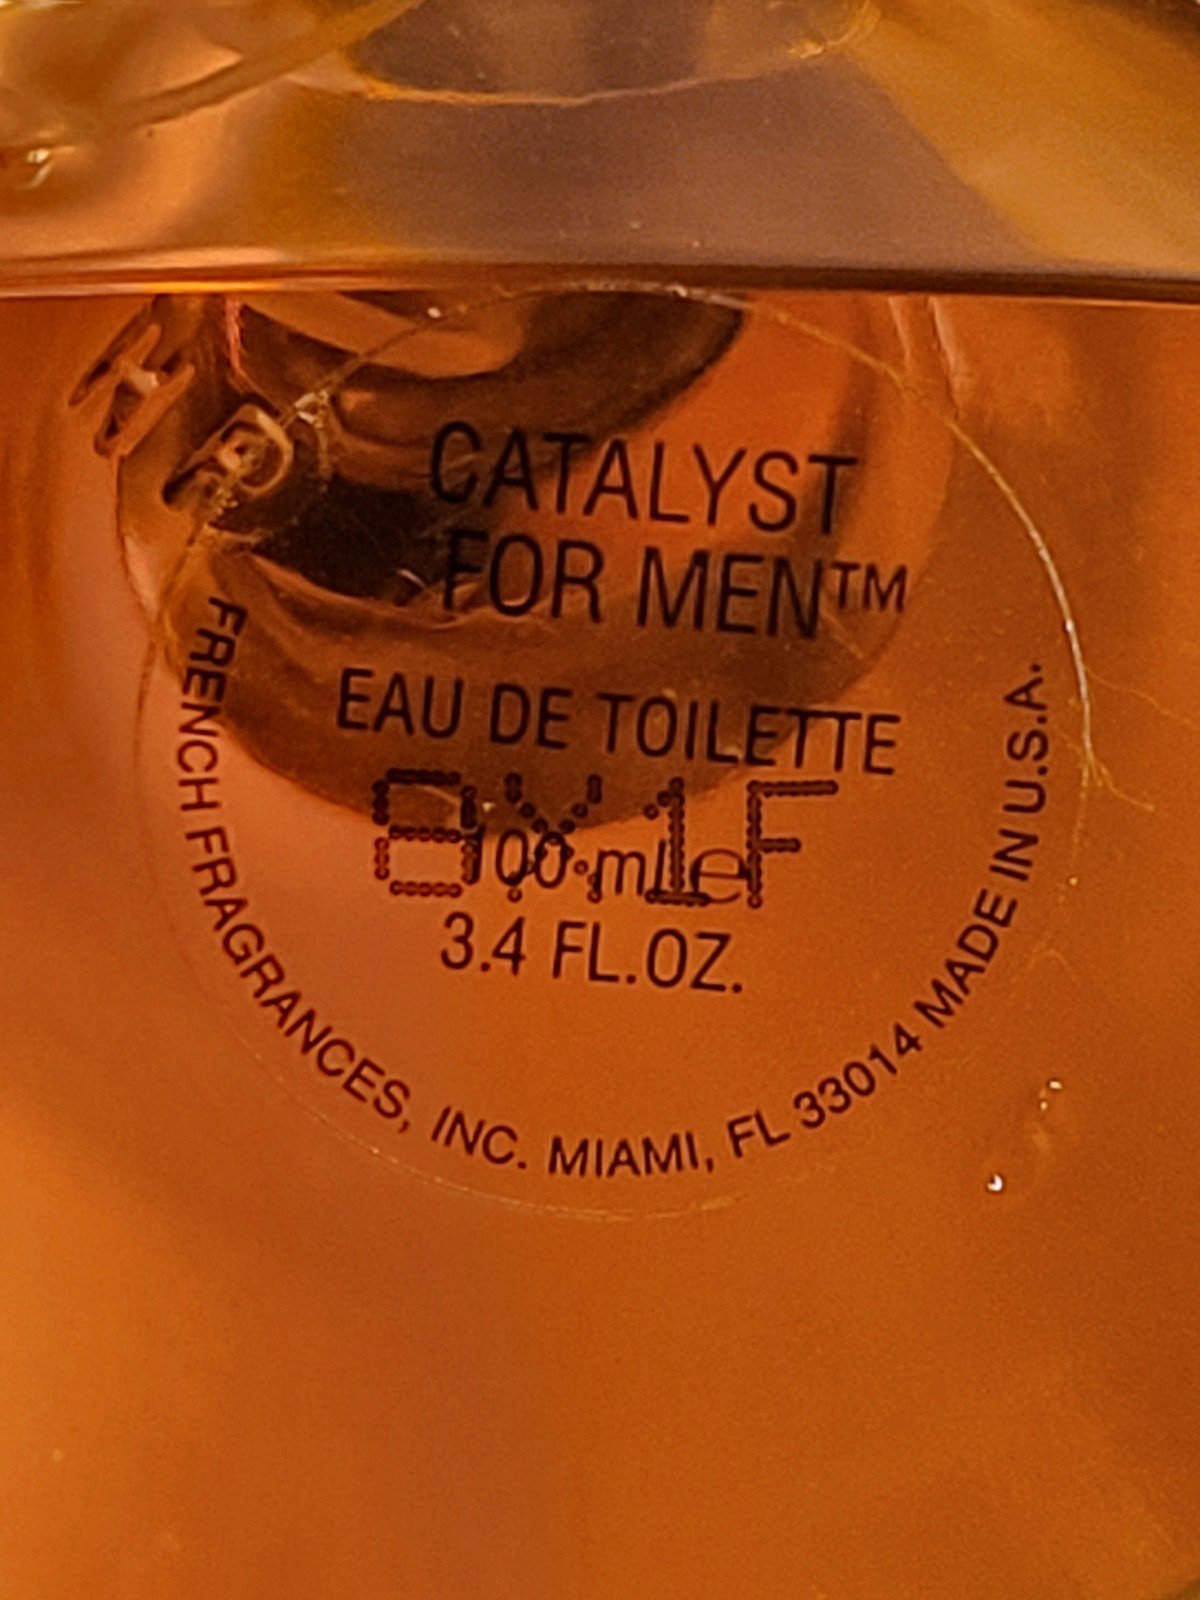 CATALYST
FOR MEN™
EAU DE TOILETTE
8X1F
100 ml e
3.4 FL.OZ.
FRENCH FRAGRANCES, INC. MIAMI, FL 33014 MADE IN U.S.A.